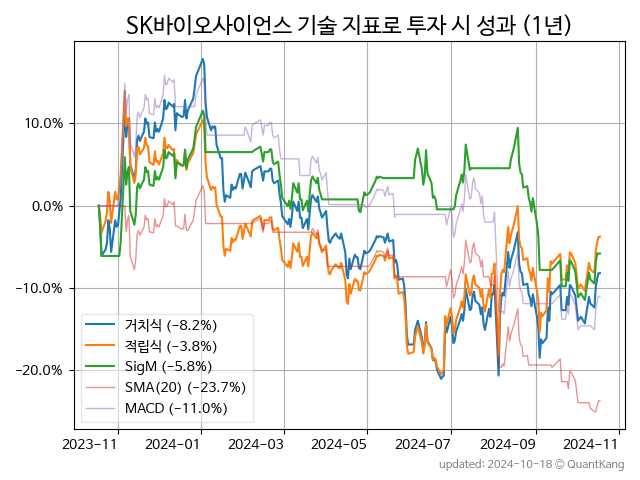 SK바이오사이언스 기술 지표로 투자 시 성과 (1년)
10.0%
0.0%
−10.0%
−20.0%
거치식 (−8.2%)
적립식 (−3.8%)
SigM (−5.8%)
SMA(20) (−23.7%)
MACD (−11.0%)
2023-11 2024-01 2024-03 2024-05 2024-07 2024-09 2024-11
updated: 2024-10-18 © QuantKang